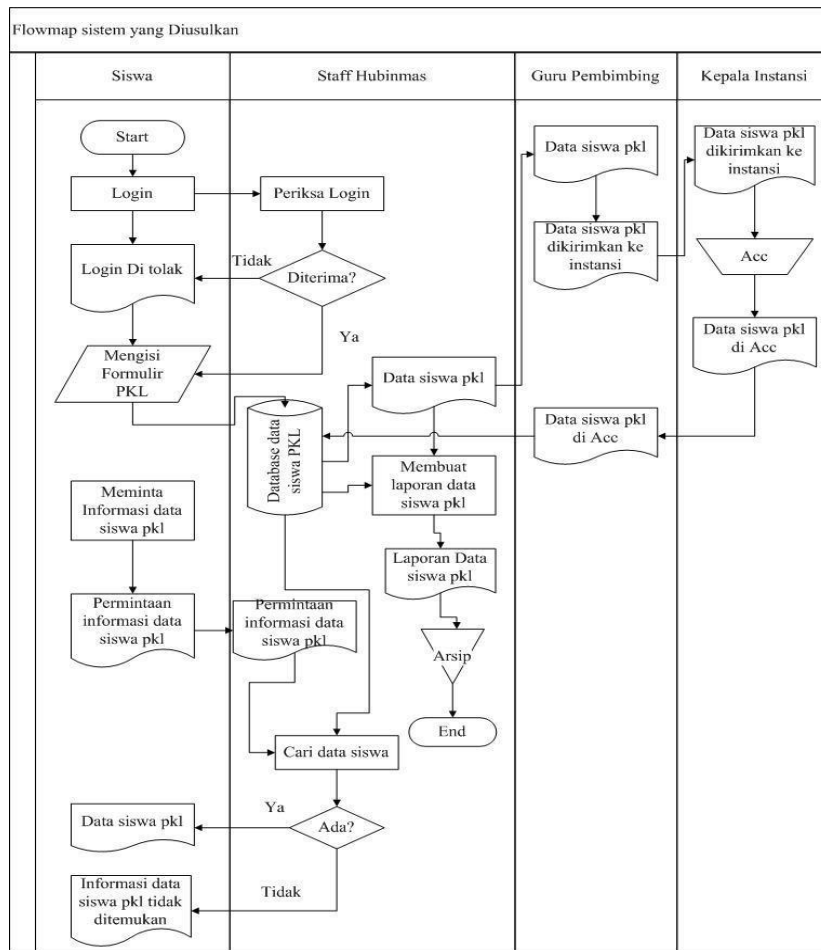 Flowmap sistem yang Diusulkan
Siswa
Staff Hubinmas
Guru Pembimbing
Kepala Instansi
Start
Login
Periksa Login
Login Di tolak
Tidak
Diterima?
Ya
Mengisi
Formulir
PKL
Data siswa pkl
Data siswa pkl
dikirimkan ke
instansi
Data siswa pkl
dikirimkan ke
instansi
Acc
Data siswa pkl
di Acc
Data siswa pkl
Data siswa pkl
di Acc
Database data
siswa PKL
Membuat
laporan data
siswa pkl
Laporan Data
siswa pkl
Arsip
End
Meminta
Informasi data
siswa pkl
Permintaan
informasi data
siswa pkl
Permintaan
informasi data
siswa pkl
Cari data siswa
Ada?
Ya
Data siswa pkl
Tidak
Informasi data
siswa pkl tidak
ditemukan